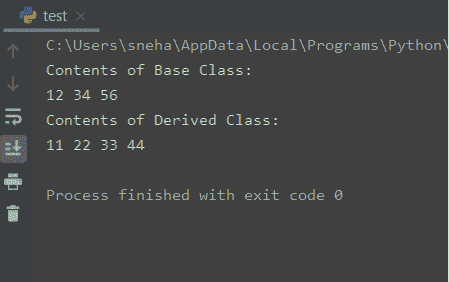 test
C:\Users\sneha\AppData\Local\Programs\Python\
Contents of Base Class:
12 34 56
Contents of Derived Class:
11 22 33 44
Process finished with exit code 0